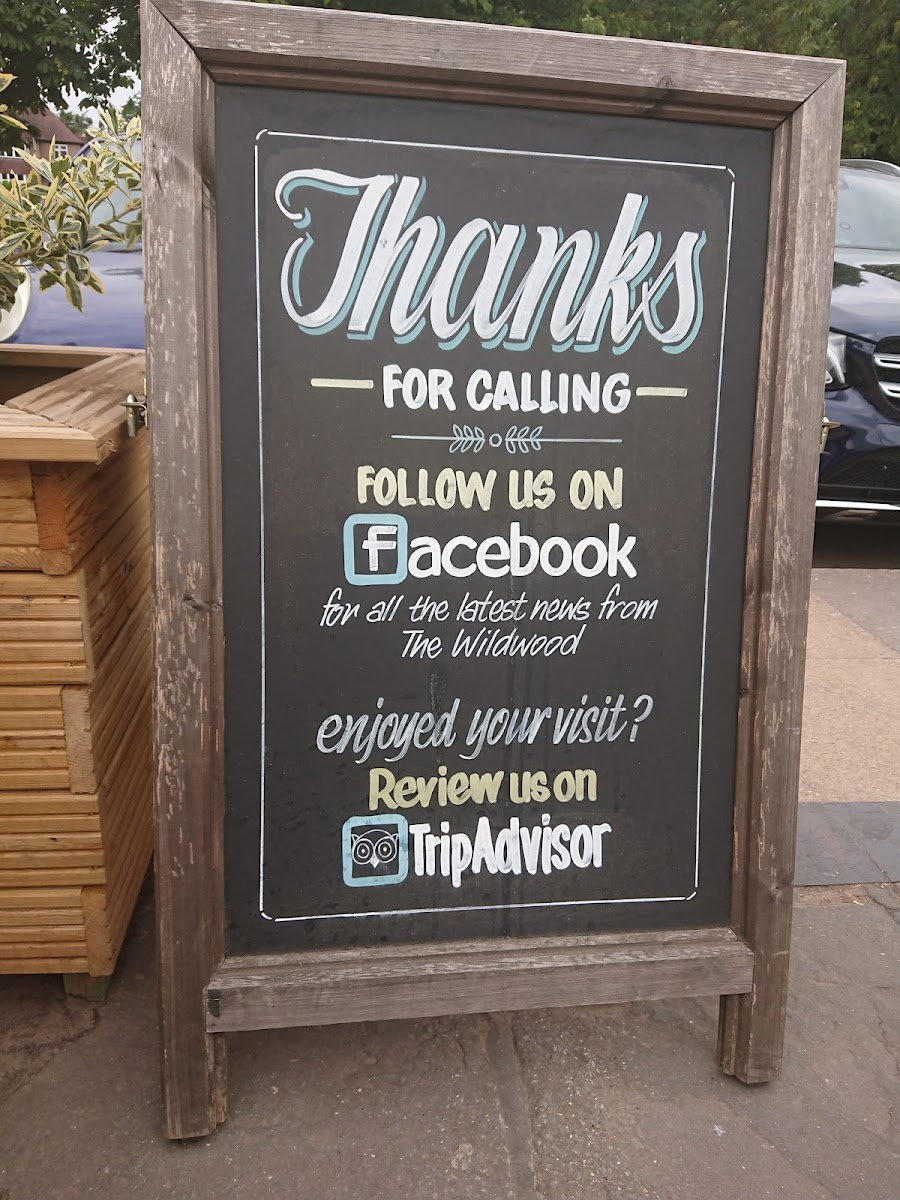 Thanks
FOR CALLING
FOLLOW US ON
facebook
for all the latest news from
The Wildwood
enjoyed your visit?
Review us on
TripAdvisor